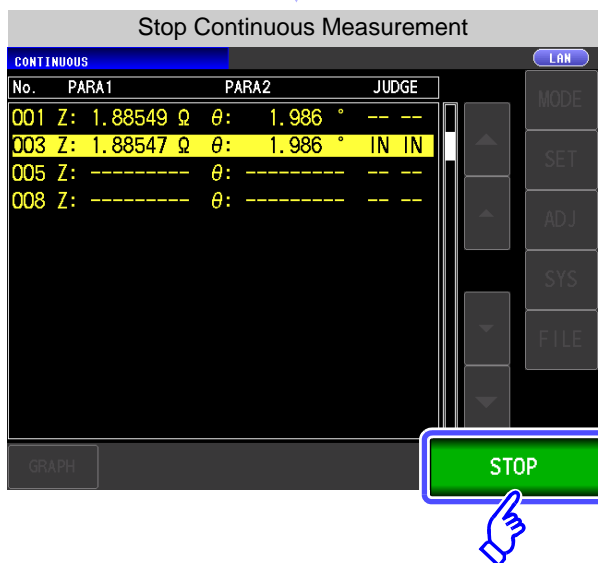 Stop Continuous Measurement
CONTINUOUS LAN
No. PARA1 PARA2 JUDGE
001 Z: 1.88549 Ω θ: 1.986 ° -- --
003 Z: 1.88547 Ω θ: 1.986 ° IN IN
005 Z: --------- θ: --------- -- --
008 Z: --------- θ: --------- -- --
MODE
SET
ADJ
SYS
FILE
GRAPH
STOP